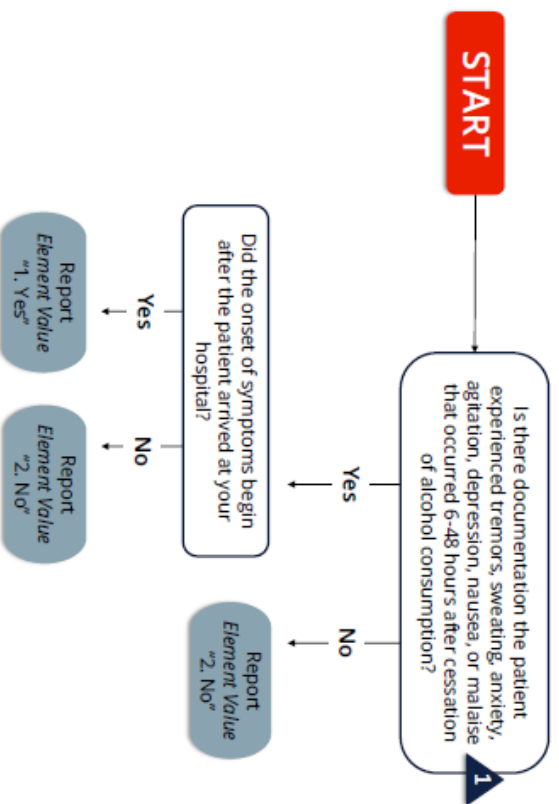 START
Is there documentation the patient
experienced tremors, sweating, anxiety,
agitation, depression, nausea, or malaise
that occurred 6-48 hours after cessation
of alcohol consumption?
1
Yes
No
Did the onset of symptoms begin
after the patient arrived at your
hospital?
Report
Element Value
"2. No"
Yes
No
Report
Element Value
"1. Yes"
Report
Element Value
"2. No"